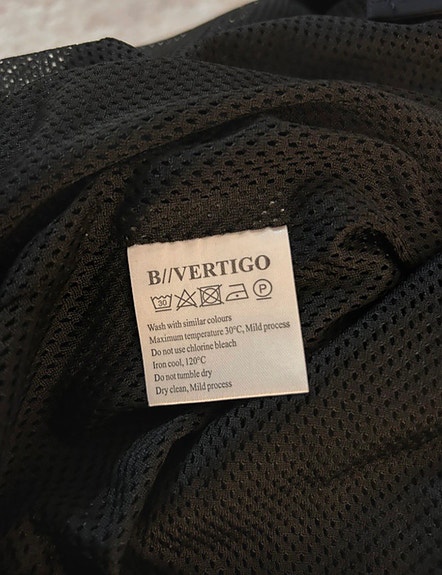 B//VERTIGO
30 P
Wash with similar colours
Maximum temperature 30°C, Mild process
Do not use chlorine bleach
Iron cool, 120°C
Do not tumble dry
Dry clean, Mild process